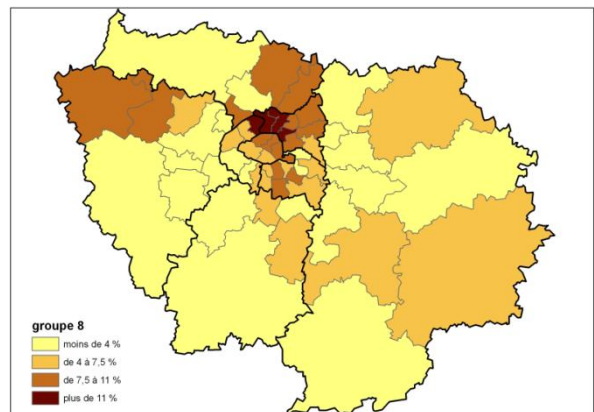 groupe 8
moins de 4 %
de 4 à 7,5 %
de 7,5 à 11 %
plus de 11 %